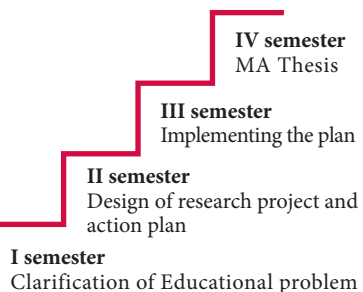 IV semester
MA Thesis
III semester
Implementing the plan
II semester
Design of research project and
action plan
I semester
Clarification of Educational problem